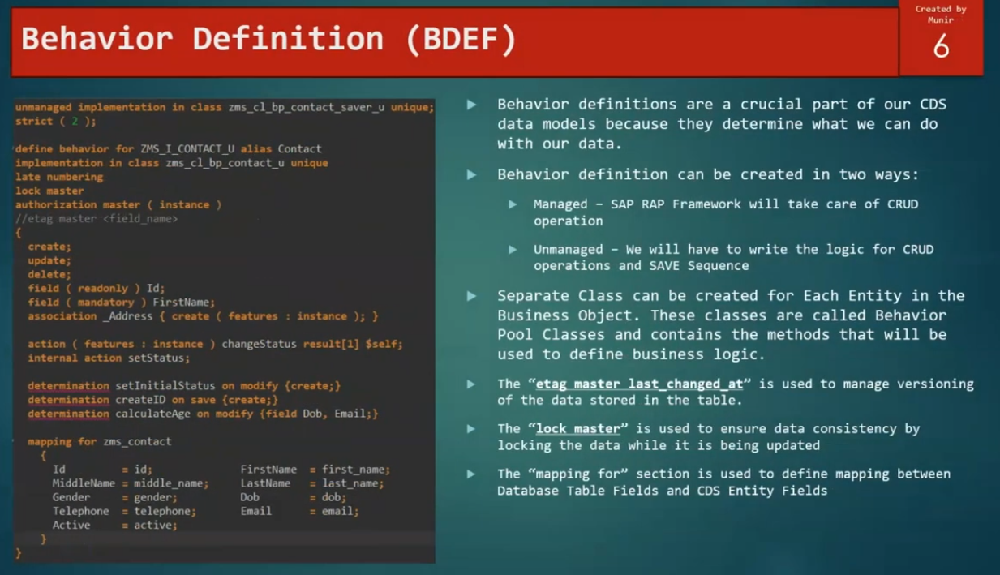 Behavior Definition (BDEF)
Created by
Munir
6
unmanaged implementation in class zms_cl_bp_contact_saver_u unique;
strict ( 2 );
define behavior for ZMS_I_CONTACT_U alias Contact
implementation in class zms_cl_bp_contact_u unique
late numbering
lock master
authorization master ( instance )
//etag master <field_name>
{
create;
update;
delete;
field ( readonly ) Id;
field ( mandatory ) FirstName;
association _Address { create ( features : instance ); }
action ( features : instance ) changeStatus result[1] $self;
internal action setStatus;
determination setInitialStatus on modify {create;}
determination createID on save {create;}
determination calculateAge on modify {field Dob, Email;}
mapping for zms_contact
{
Id = id; FirstName = first_name;
MiddleName = middle_name; LastName = last_name;
Gender = gender; Dob = dob;
Telephone = telephone; Email = email;
Active = active;
}
}
Behavior definitions are a crucial part of our CDS
data models because they determine what we can do
with our data.
Behavior definition can be created in two ways:
Managed – SAP RAP Framework will take care of CRUD
operation
Unmanaged – We will have to write the logic for CRUD
operations and SAVE Sequence
Separate Class can be created for Each Entity in the
Business Object. These classes are called Behavior
Pool Classes and contains the methods that will be
used to define business logic.
The “etag master last_changed_at” is used to manage versioning
of the data stored in the table.
The “lock master” is used to ensure data consistency by
locking the data while it is being updated
The “mapping for” section is used to define mapping between
Database Table Fields and CDS Entity Fields